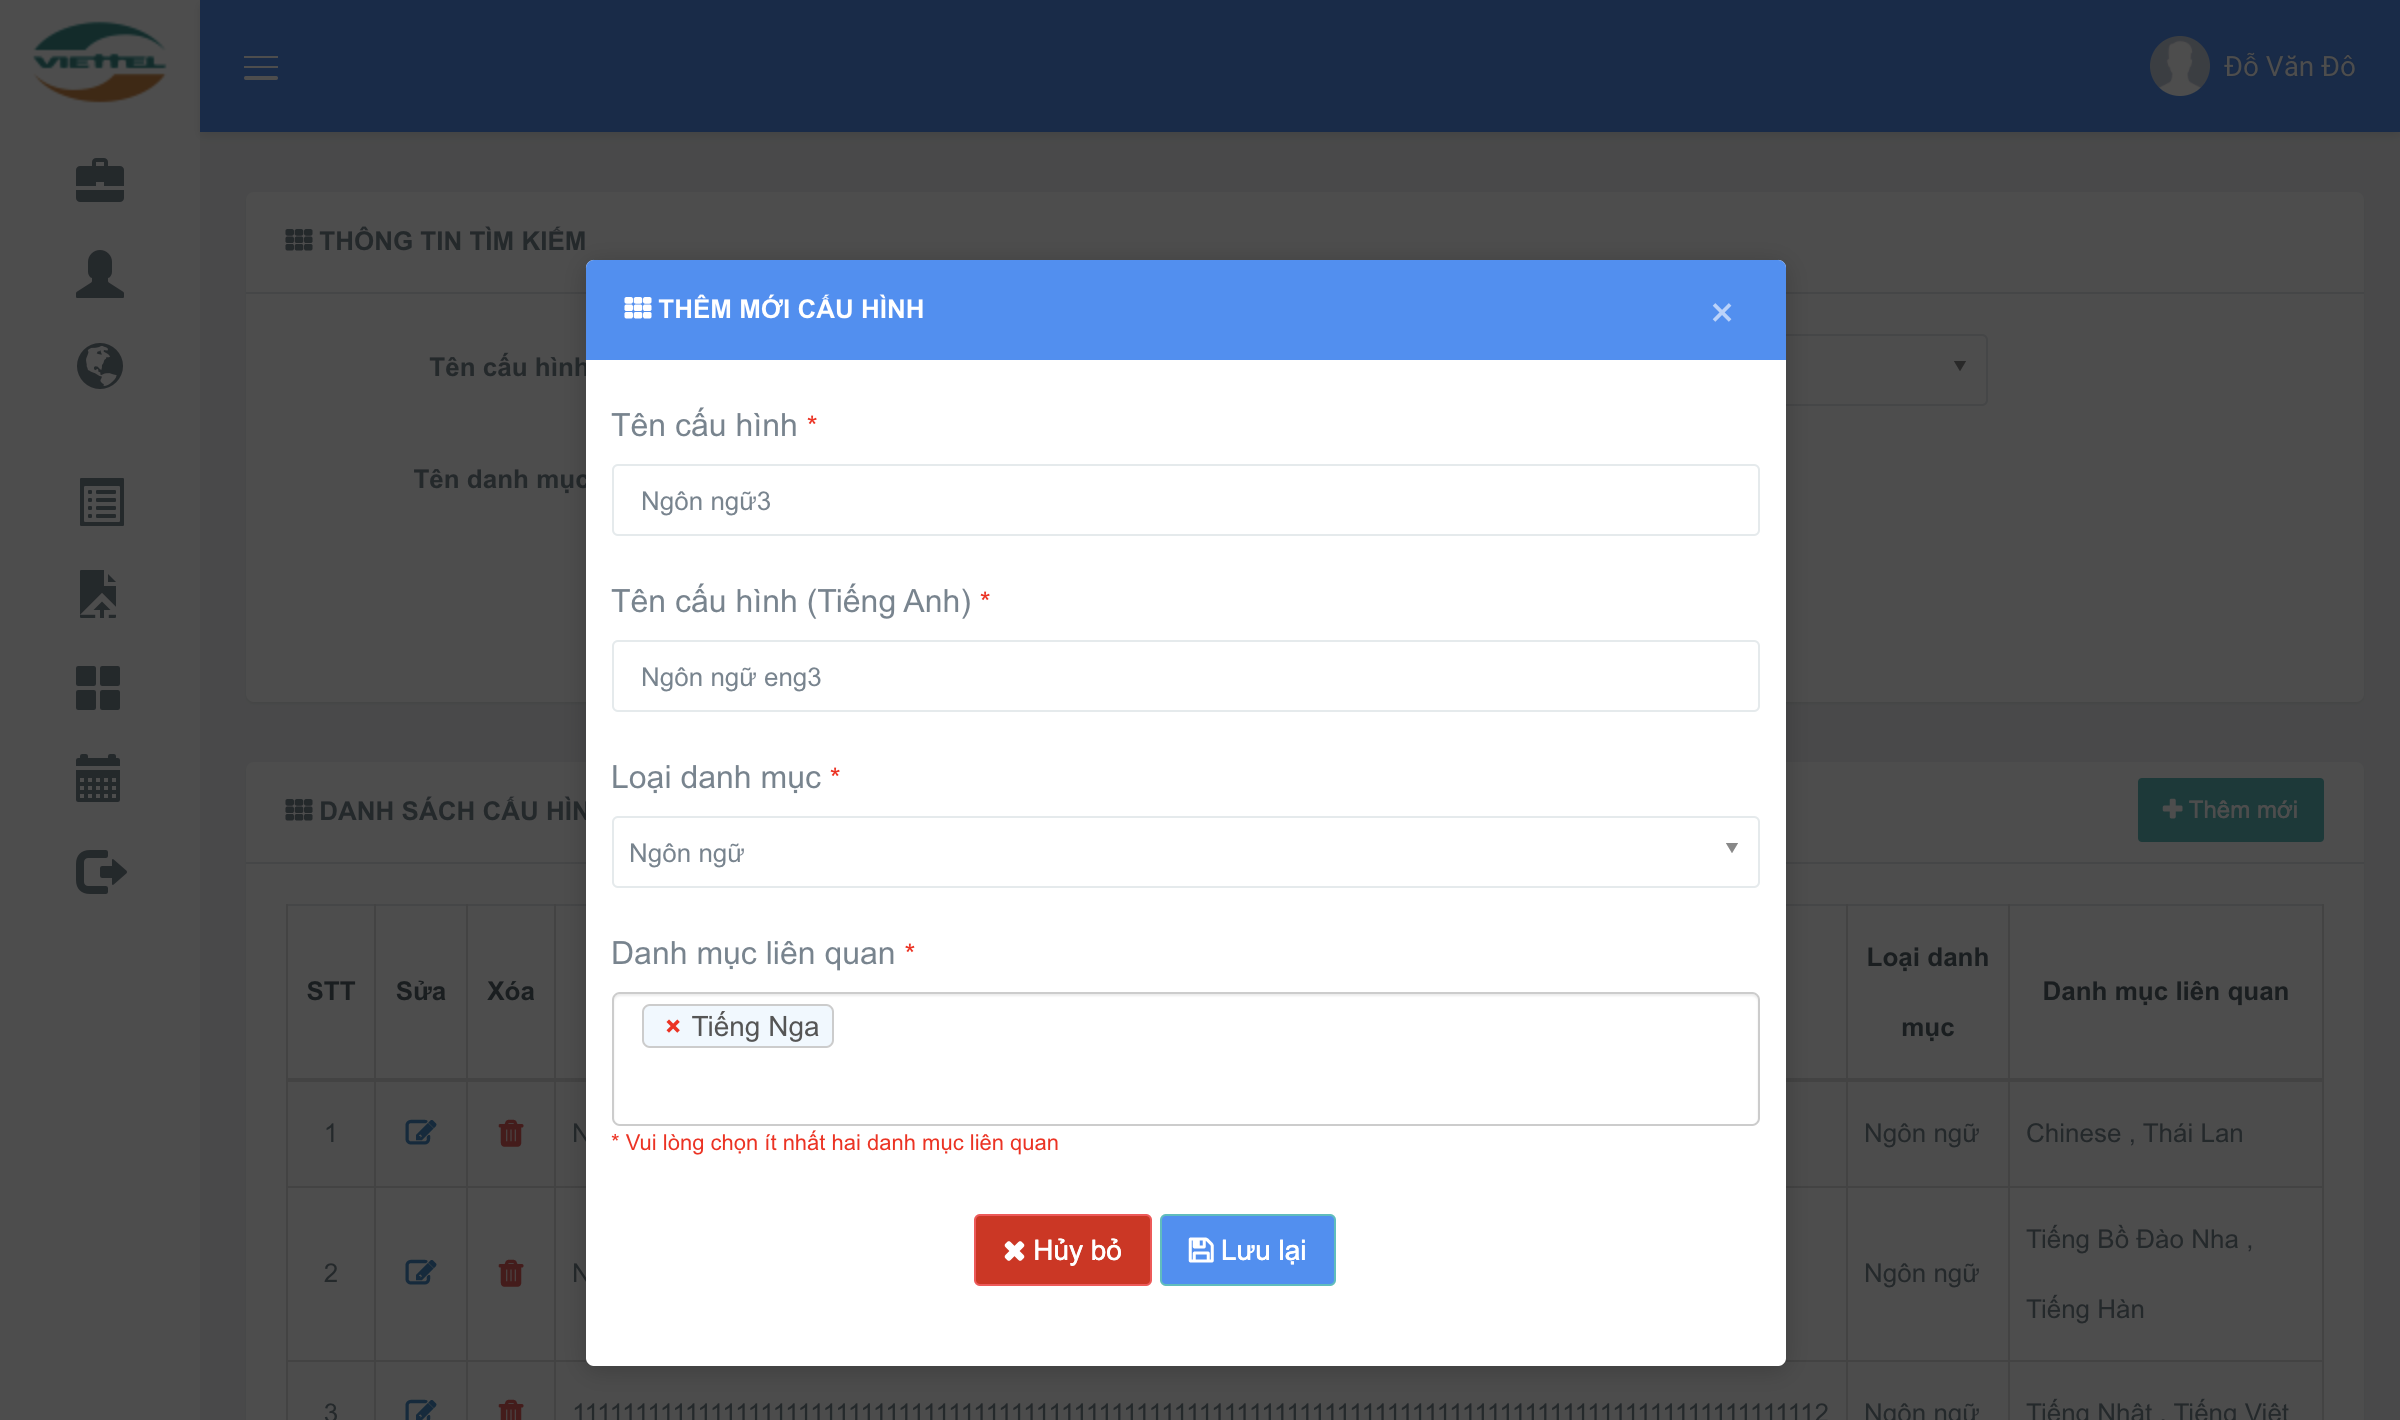 VIETTEL
Đỗ Văn Đô
THÔNG TIN TÌM KIẾM
Tên cấu hình
Tên danh mục
THÊM MỚI CẤU HÌNH
Tên cấu hình *
Ngôn ngữ3
Tên cấu hình (Tiếng Anh) *
Ngôn ngữ eng3
Loại danh mục *
Ngôn ngữ
Danh mục liên quan *
Tiếng Nga
* Vui lòng chọn ít nhất hai danh mục liên quan
Hủy bỏ Lưu lại
DANH SÁCH CẤU HÌN
Thêm mới
STT Sửa Xóa Loại danh mục Danh mục liên quan
1 N Ngôn ngữ Chinese , Thái Lan
2 N Ngôn ngữ Tiếng Bồ Đào Nha ,
Tiếng Hàn
3 Ngôn ngữ Tiếng Nhật , Tiếng Việt